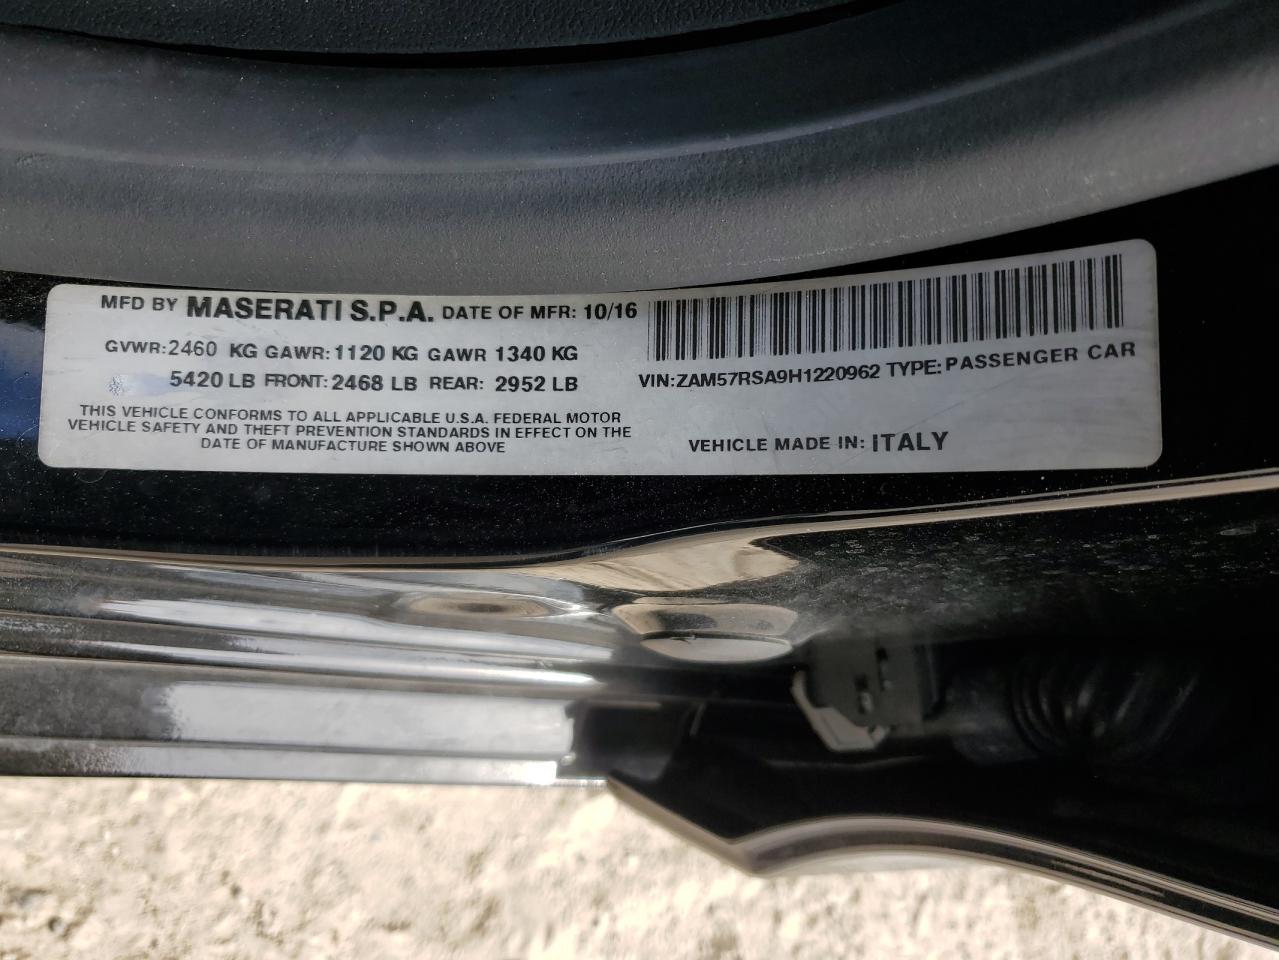 MFD BY MASERATI S.P.A. DATE OF MFR: 10/16
GVWR:2460 KG GAWR:1120 KG GAWR 1340 KG
5420 LB FRONT:2468 LB REAR: 2952 LB
THIS VEHICLE CONFORMS TO ALL APPLICABLE U.S.A. FEDERAL MOTOR
VEHICLE SAFETY AND THEFT PREVENTION STANDARDS IN EFFECT ON THE
DATE OF MANUFACTURE SHOWN ABOVE
VIN:ZAM57RSA9H1220962 TYPE:PASSENGER CAR
VEHICLE MADE IN: iTALY